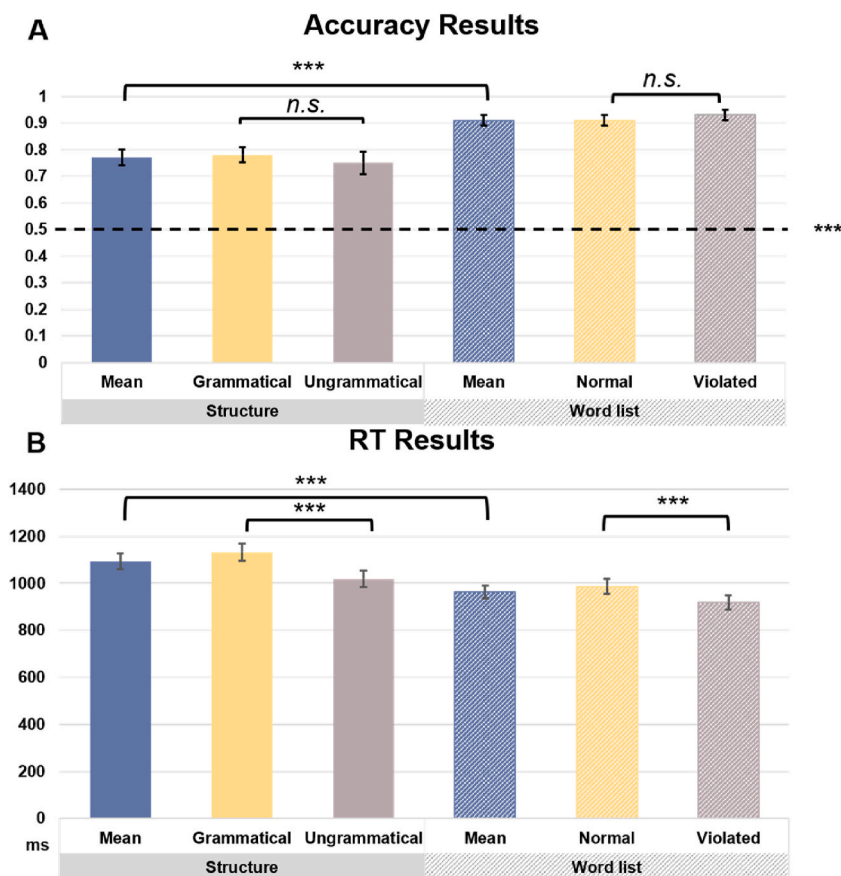 A
Accuracy Results
***
n.s.
n.s.
1
0.9
0.8
0.7
0.6
0.5
***
0.4
0.3
0.2
0.1
0
Mean Grammatical Ungrammatical Mean Normal Violated
Structure Word list
B
RT Results
1400
***
***
***
1200
1000
800
600
400
200
0
ms
Mean Grammatical Ungrammatical Mean Normal Violated
Structure Word list